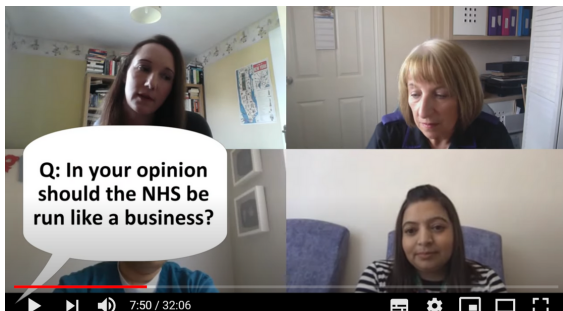 Q: In your opinion
should the NHS be
run like a business?
7:50 / 32:06